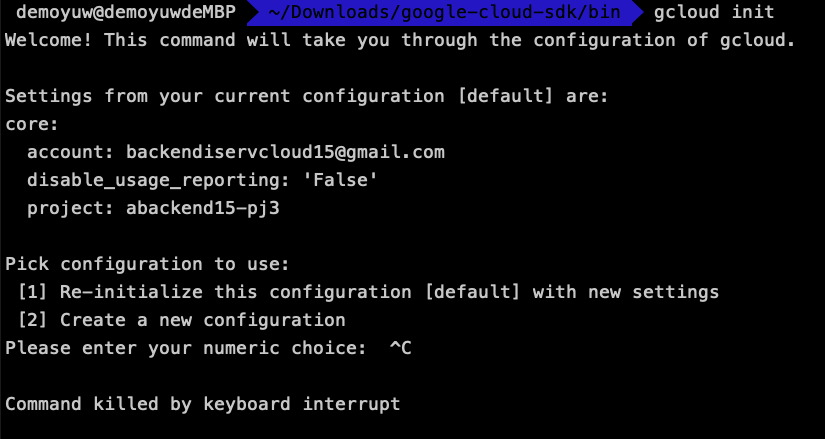 demoyuw@demoyuwdeMBP ~/Downloads/google-cloud-sdk/bin gcloud init
Welcome! This command will take you through the configuration of gcloud.
Settings from your current configuration [default] are:
core:
  account: backendiservcloud15@gmail.com
  disable_usage_reporting: 'False'
  project: abackend15-pj3
Pick configuration to use:
 [1] Re-initialize this configuration [default] with new settings
 [2] Create a new configuration
Please enter your numeric choice:  ^C
Command killed by keyboard interrupt